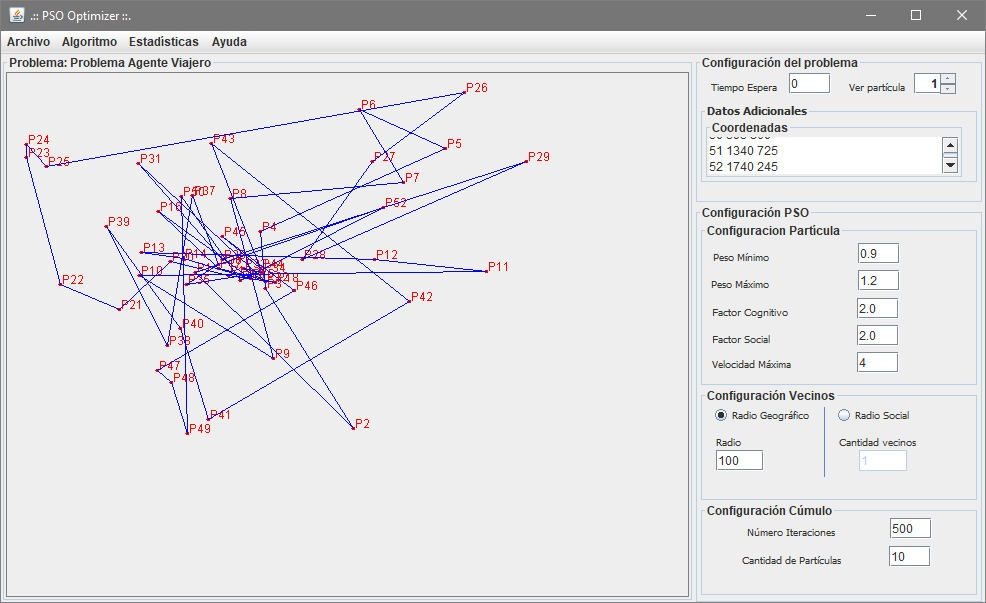 .:: PSO Optimizer ::.
Archivo Algoritmo Estadísticas Ayuda
Problema: Problema Agente Viajero
P26
P6
P24
P43
P5
P23
P25
P31
P27
P29
P7
P37
P8
P52
P16
P39
P4
P45
P13
P14
P28
P12
P10
P11
P22
P35
P46
P3
P42
P21
P40
P38
P9
P47
P48
P41
P49
P2
Configuración del problema
Tiempo Espera 0 Ver partícula 1
Datos Adicionales
Coordenadas
51 1340 725
52 1740 245
Configuración PSO
Configuracion Partícula
Peso Mínimo 0.9
Peso Máximo 1.2
Factor Cognitivo 2.0
Factor Social 2.0
Velocidad Máxima 4
Configuración Vecinos
Radio Geográfico Radio Social
Radio Cantidad vecinos
100 1
Configuración Cúmulo
Número Iteraciones 500
Cantidad de Partículas 10